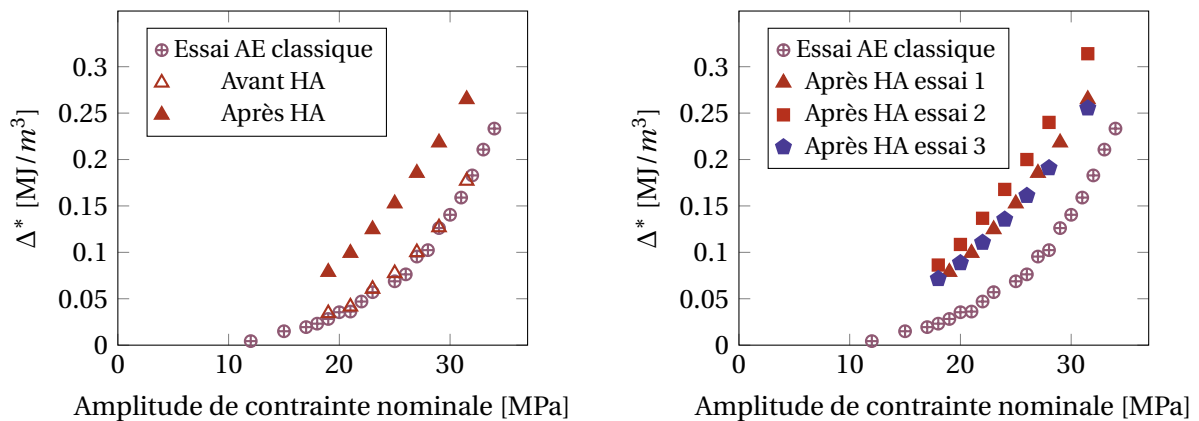 Essai AE classique
Avant HA
Après HA
0.3
0.25
0.2
0.15
0.1
0.05
0
0 10 20 30
Δ* [MJ/m³]
Amplitude de contrainte nominale [MPa]
Essai AE classique
Après HA essai 1
Après HA essai 2
Après HA essai 3
0.3
0.25
0.2
0.15
0.1
0.05
0
0 10 20 30
Δ* [MJ/m³]
Amplitude de contrainte nominale [MPa]